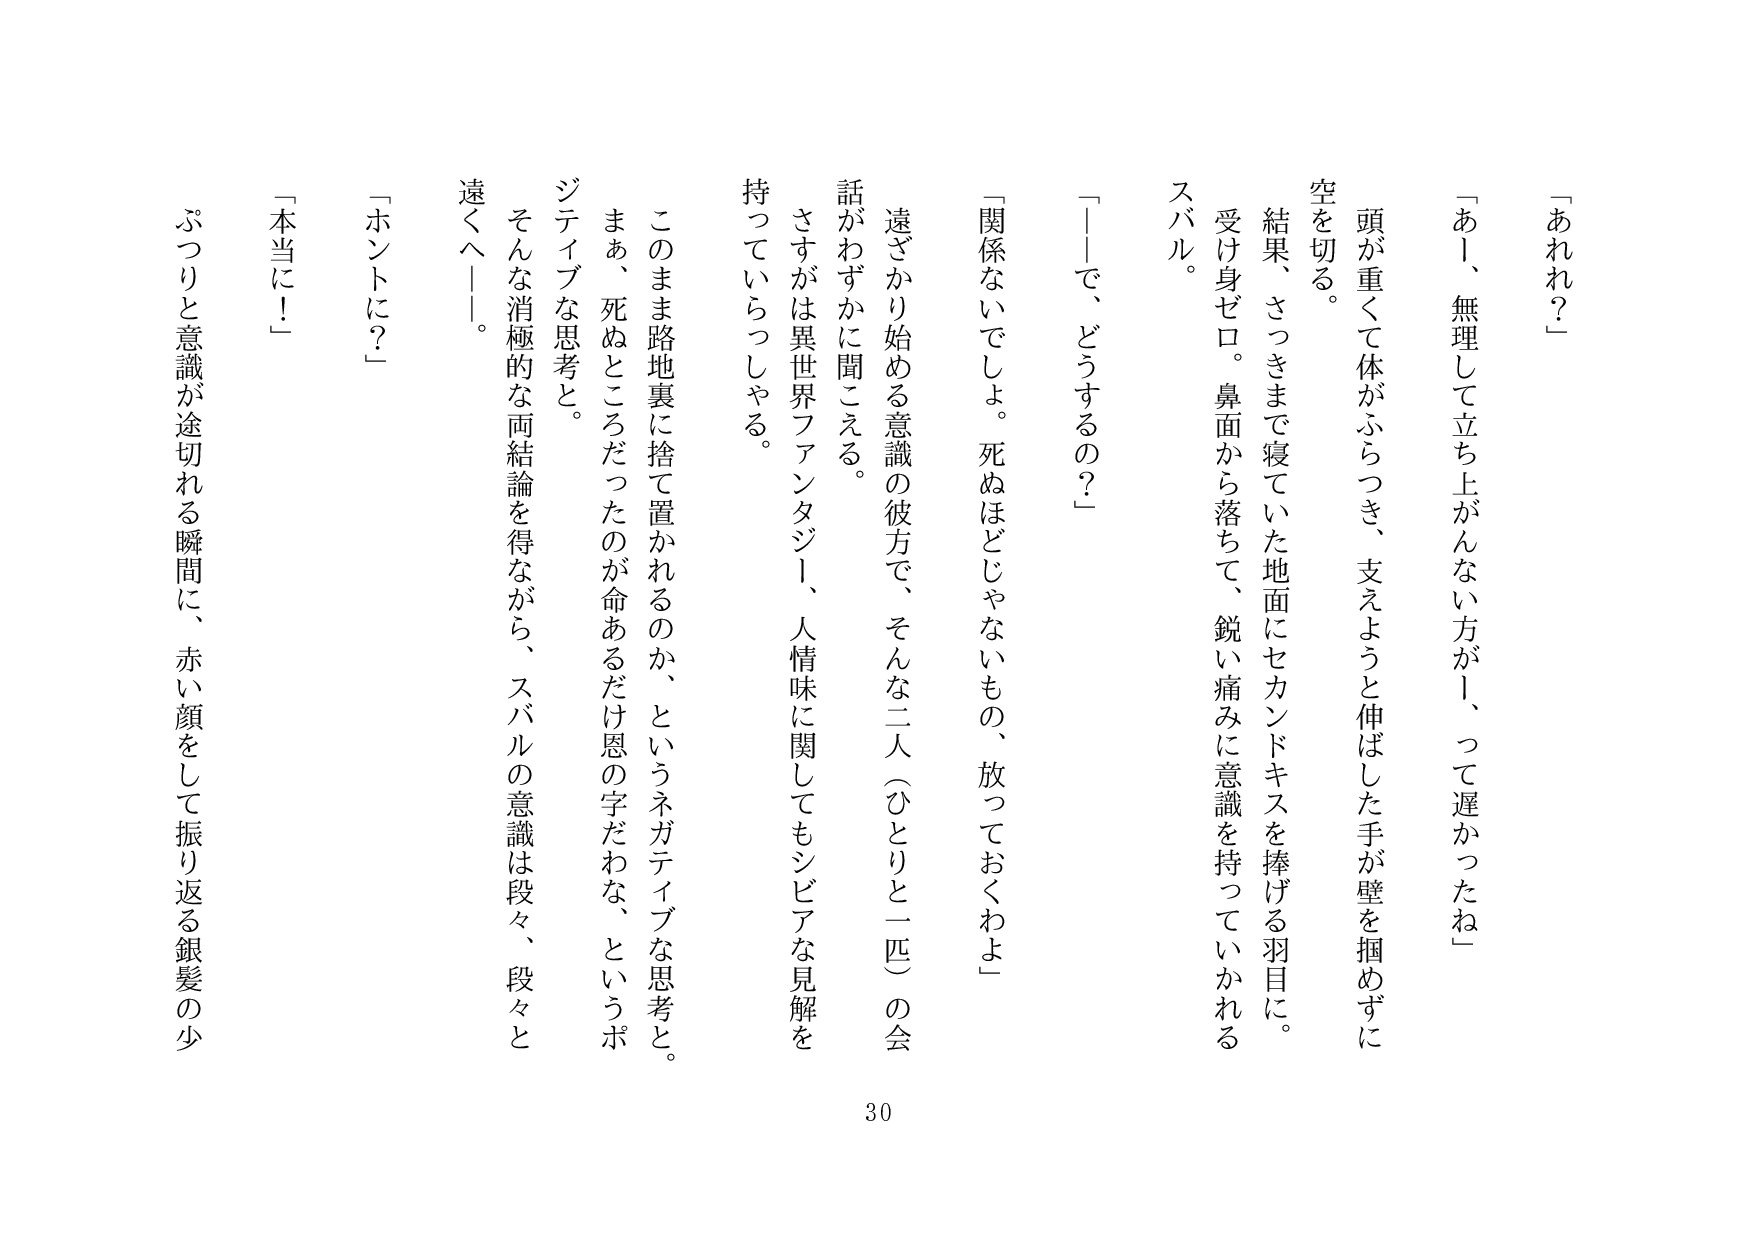 「あれれ？」
「あー、無理して立ち上がんない方がー、って遅かったね」
　頭が重くて体がふらつき、支えようと伸ばした手が壁を掴めずに
空を切る。
　結果、さっきまで寝ていた地面にセカンドキスを捧げる羽目に。
　受け身ゼロ。鼻面から落ちて、鋭い痛みに意識を持っていかれる
スバル。
「――で、どうするの？」
「関係ないでしょ。死ぬほどじゃないもの、放っておくわよ」
　遠ざかり始める意識の彼方で、そんな二人（ひとりと一匹）の会
話がわずかに聞こえる。
　さすがは異世界ファンタジー、人情味に関してもシビアな見解を
持っていらっしゃる。
　このまま路地裏に捨て置かれるのか、というネガティブな思考と。
　まぁ、死ぬところだったのが命あるだけ恩の字だわな、というポ
ジティブな思考と。
　そんな消極的な両結論を得ながら、スバルの意識は段々、段々と
遠くへ――。
「ホントに？」
「本当に！」
　ぷつりと意識が途切れる瞬間に、赤い顔をして振り返る銀髪の少
30